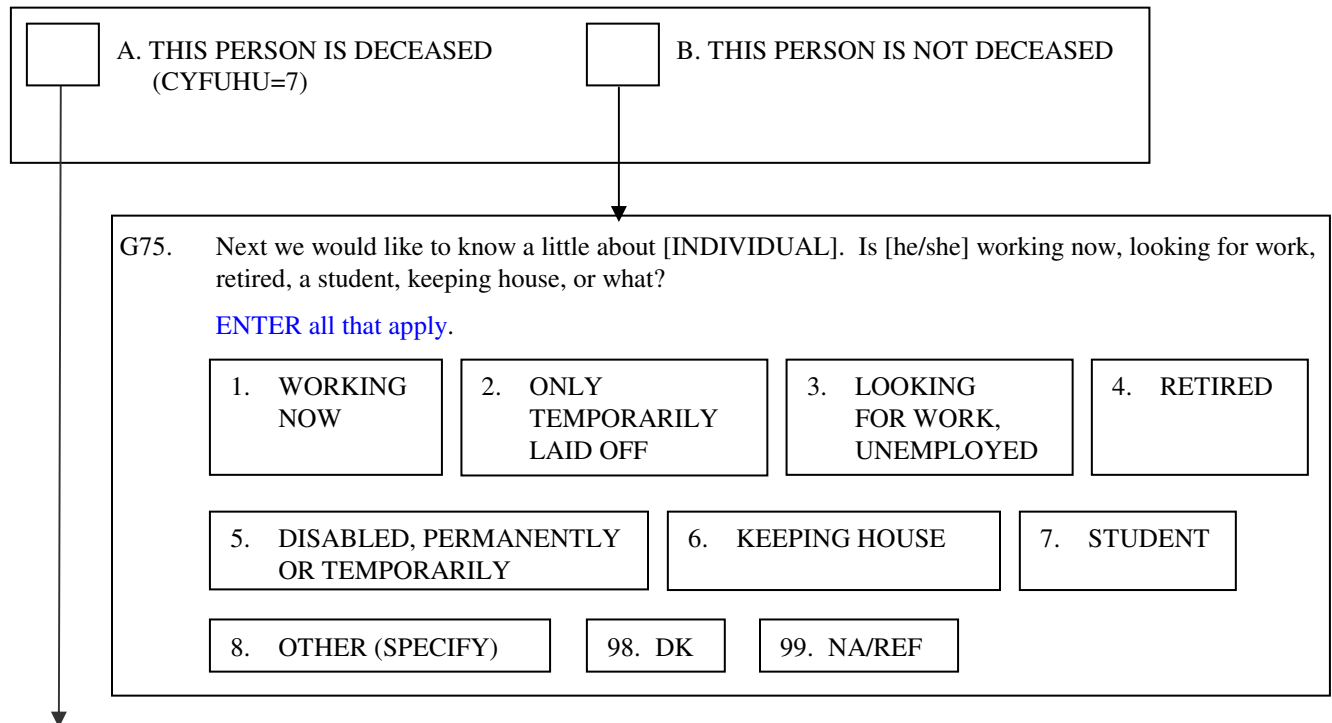 A. THIS PERSON IS DECEASED
(CYFUHU=7)
B. THIS PERSON IS NOT DECEASED
G75. Next we would like to know a little about [INDIVIDUAL]. Is [he/she] working now, looking for work,
retired, a student, keeping house, or what?
ENTER all that apply.
1. WORKING
NOW
2. ONLY
TEMPORARILY
LAID OFF
3. LOOKING
FOR WORK,
UNEMPLOYED
4. RETIRED
5. DISABLED, PERMANENTLY
OR TEMPORARILY
6. KEEPING HOUSE
7. STUDENT
8. OTHER (SPECIFY)
98. DK
99. NA/REF